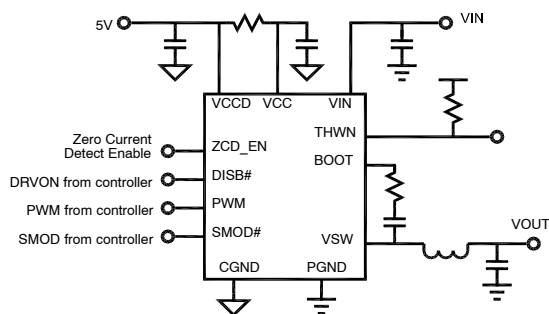 5V
VIN
VCCD
VCC
VIN
THWN
BOOT
Zero Current
Detect Enable
ZCD_EN
DRVON from controller
DISB#
PWM from controller
PWM
SMOD from controller
SMOD#
VSW
VOUT
CGND
PGND